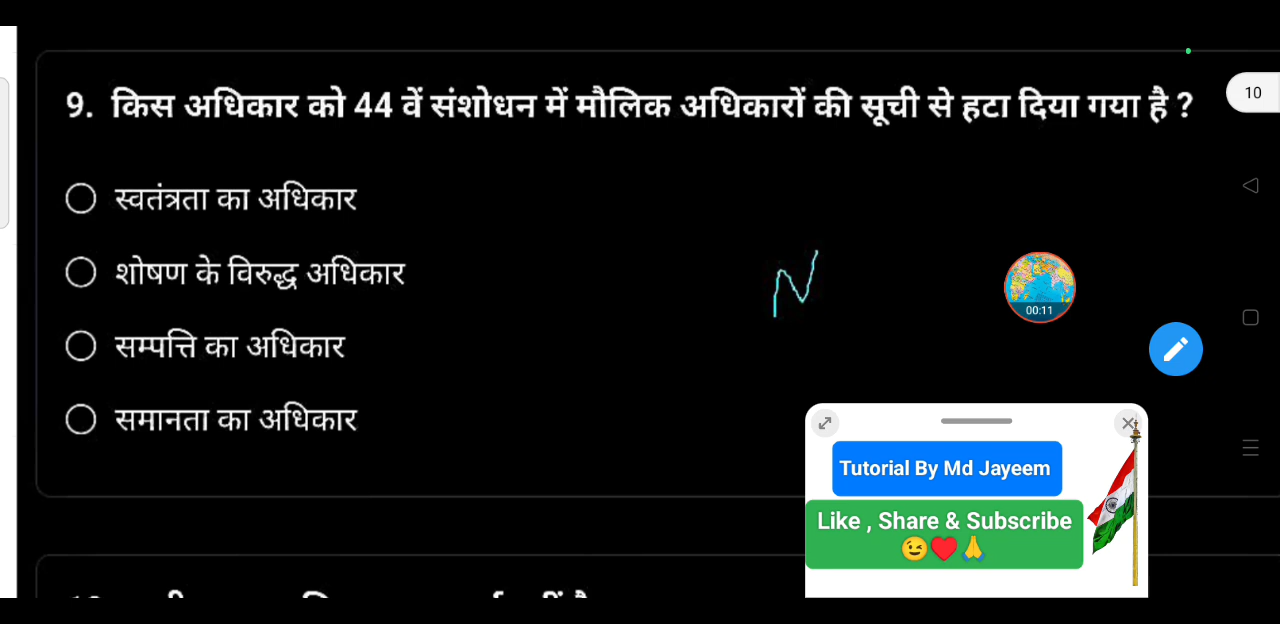 9. किस अधिकार को 44 वें संशोधन में मौलिक अधिकारों की सूची से हटा दिया गया है ?
10
स्वतंत्रता का अधिकार
शोषण के विरुद्ध अधिकार
N
00:11
सम्पत्ति का अधिकार
समानता का अधिकार
Tutorial By Md Jayeem
Like , Share & Subscribe
😉❤️🙏